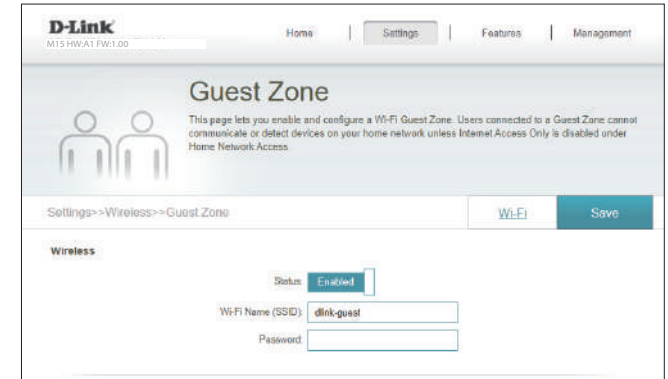 D-Link
M15 HW:A1 FW:1.00
Home | Settings | Features | Management
Guest Zone
This page lets you enable and configure a Wi-Fi Guest Zone. Users connected to a Guest Zone cannot
communicate or detect devices on your home network unless Internet Access Only is disabled under
Home Network Access.
Settings>>Wireless>>Guest Zone
Wi-Fi
Save
Wireless
Status: Enabled
Wi-Fi Name (SSID): dlink-guest
Password: